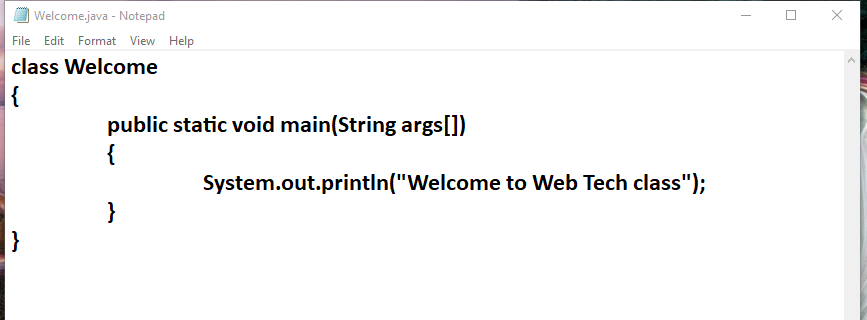 Welcome.java - Notepad
File Edit Format View Help
class Welcome
{
public static void main(String args[])
{
System.out.println("Welcome to Web Tech class");
}
}